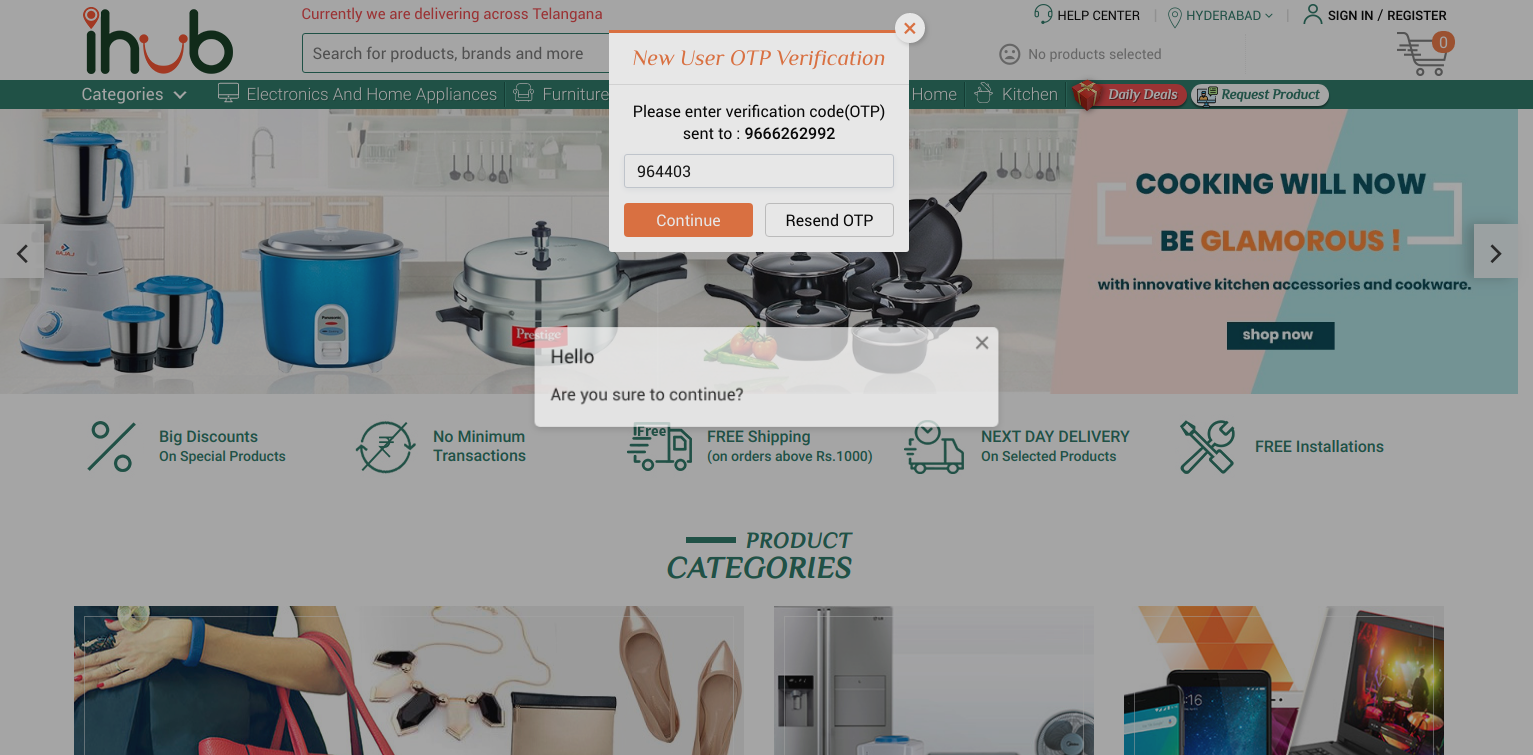 Currently we are delivering across Telangana
HELP CENTER
HYDERABAD
SIGN IN / REGISTER
ihub
Search for products, brands and more
No products selected
0
Categories
Electronics And Home Appliances
Furniture
Home
Kitchen
Daily Deals
Request Product
New User OTP Verification
Please enter verification code(OTP)
sent to : 9666262992
964403
Continue
Resend OTP
COOKING WILL NOW
BE GLAMOROUS !
with innovative kitchen accessories and cookware.
shop now
BAJAJ
Panasonic
Prestige
Hello
Are you sure to continue?
Big Discounts
On Special Products
No Minimum
Transactions
Free
FREE Shipping
(on orders above Rs.1000)
NEXT DAY DELIVERY
On Selected Products
FREE Installations
PRODUCT
CATEGORIES